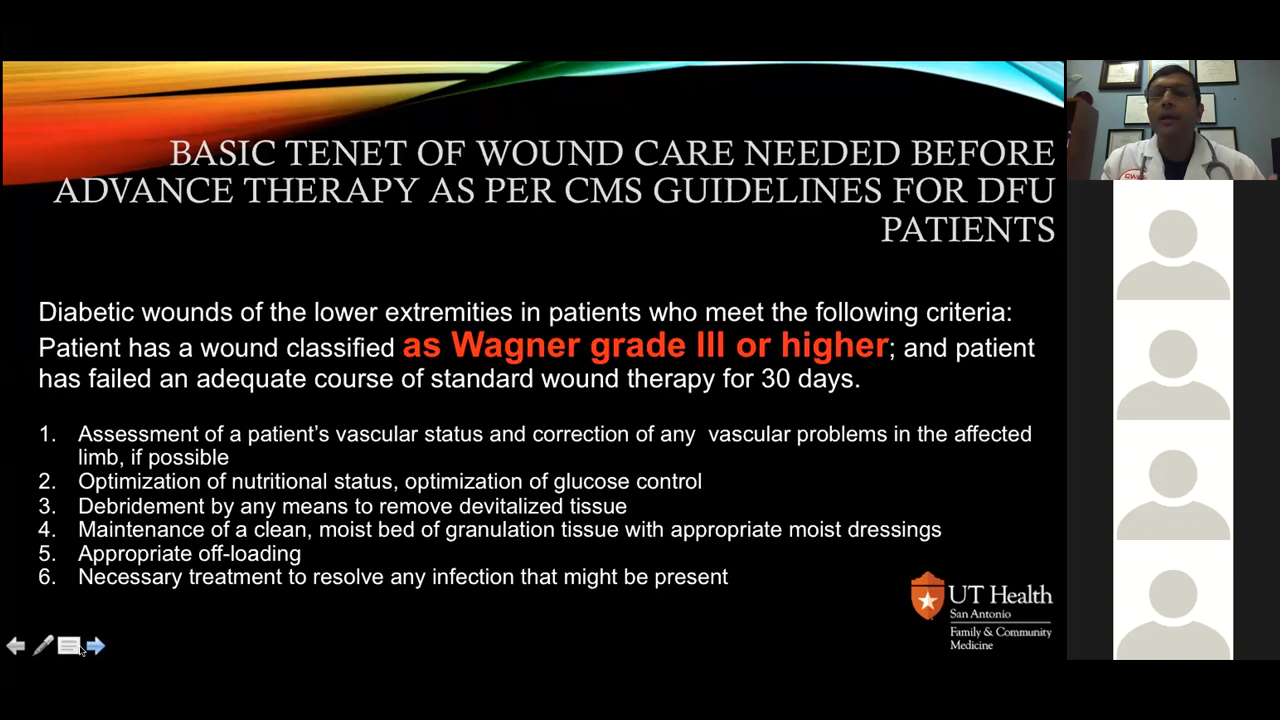 BASIC TENET OF WOUND CARE NEEDED BEFORE
ADVANCE THERAPY AS PER CMS GUIDELINES FOR DFU
PATIENTS
Diabetic wounds of the lower extremities in patients who meet the following criteria:
Patient has a wound classified as Wagner grade III or higher; and patient
has failed an adequate course of standard wound therapy for 30 days.
1. Assessment of a patient’s vascular status and correction of any vascular problems in the affected
limb, if possible
2. Optimization of nutritional status, optimization of glucose control
3. Debridement by any means to remove devitalized tissue
4. Maintenance of a clean, moist bed of granulation tissue with appropriate moist dressings
5. Appropriate off-loading
6. Necessary treatment to resolve any infection that might be present
UT Health
San Antonio
Family & Community
Medicine